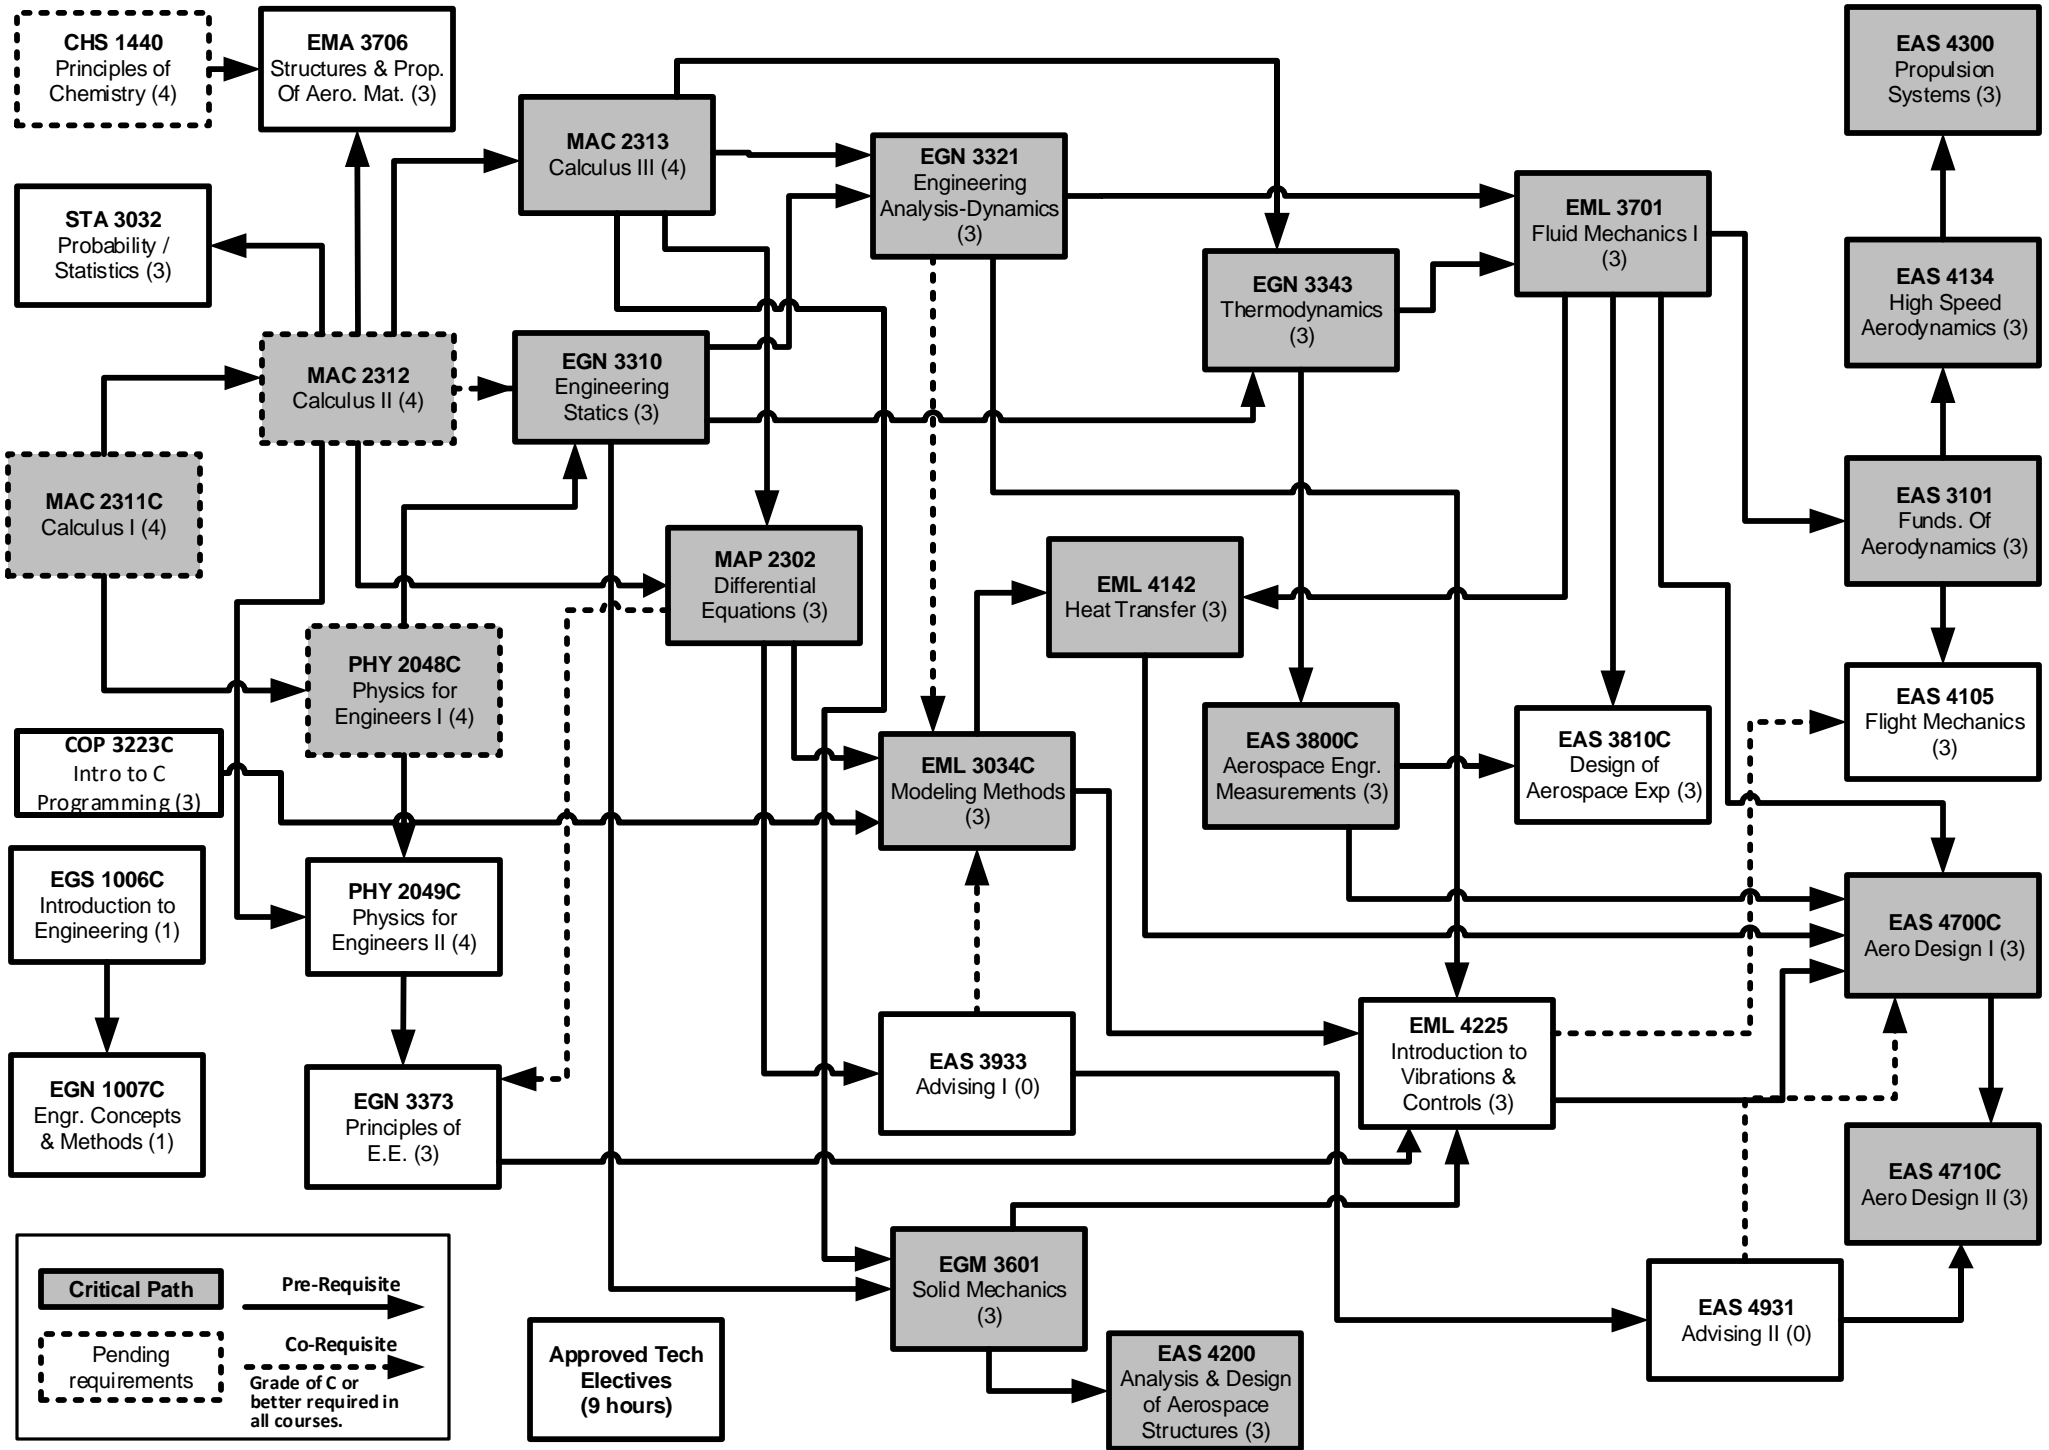 CHS 1440
Principles of
Chemistry (4)
EMA 3706
Structures & Prop.
Of Aero. Mat. (3)
EAS 4300
Propulsion
Systems (3)
MAC 2313
Calculus III (4)
EGN 3321
Engineering
Analysis-Dynamics
(3)
EML 3701
Fluid Mechanics I
(3)
STA 3032
Probability /
Statistics (3)
EGN 3343
Thermodynamics
(3)
EAS 4134
High Speed
Aerodynamics (3)
MAC 2312
Calculus II (4)
EGN 3310
Engineering
Statics (3)
MAC 2311C
Calculus I (4)
EAS 3101
Funds. Of
Aerodynamics (3)
MAP 2302
Differential
Equations (3)
EML 4142
Heat Transfer (3)
PHY 2048C
Physics for
Engineers I (4)
EAS 4105
Flight Mechanics
(3)
COP 3223C
Intro to C
Programming (3)
EML 3034C
Modeling Methods
(3)
EAS 3800C
Aerospace Engr.
Measurements (3)
EAS 3810C
Design of
Aerospace Exp (3)
EGS 1006C
Introduction to
Engineering (1)
PHY 2049C
Physics for
Engineers II (4)
EAS 4700C
Aero Design I (3)
EGN 1007C
Engr. Concepts
& Methods (1)
EGN 3373
Principles of
E.E. (3)
EAS 3933
Advising I (0)
EML 4225
Introduction to
Vibrations &
Controls (3)
EAS 4710C
Aero Design II (3)
EGM 3601
Solid Mechanics
(3)
EAS 4931
Advising II (0)
EAS 4200
Analysis & Design
of Aerospace
Structures (3)
Approved Tech
Electives
(9 hours)
Critical Path
Pre-Requisite
Pending
requirements
Co-Requisite
Grade of C or
better required in
all courses.